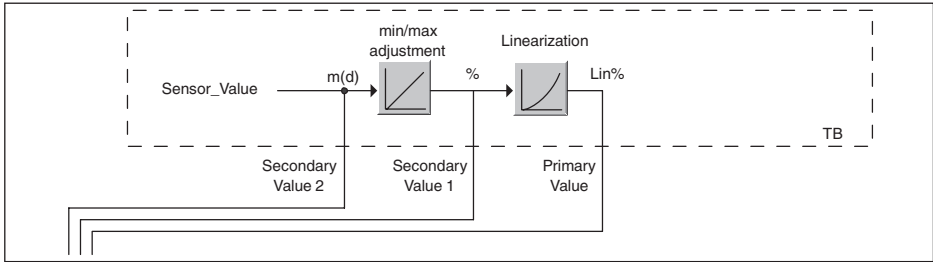 min/max
adjustment
Linearization
Sensor_Value
m(d)
%
Lin%
TB
Secondary
Value 2
Secondary
Value 1
Primary
Value